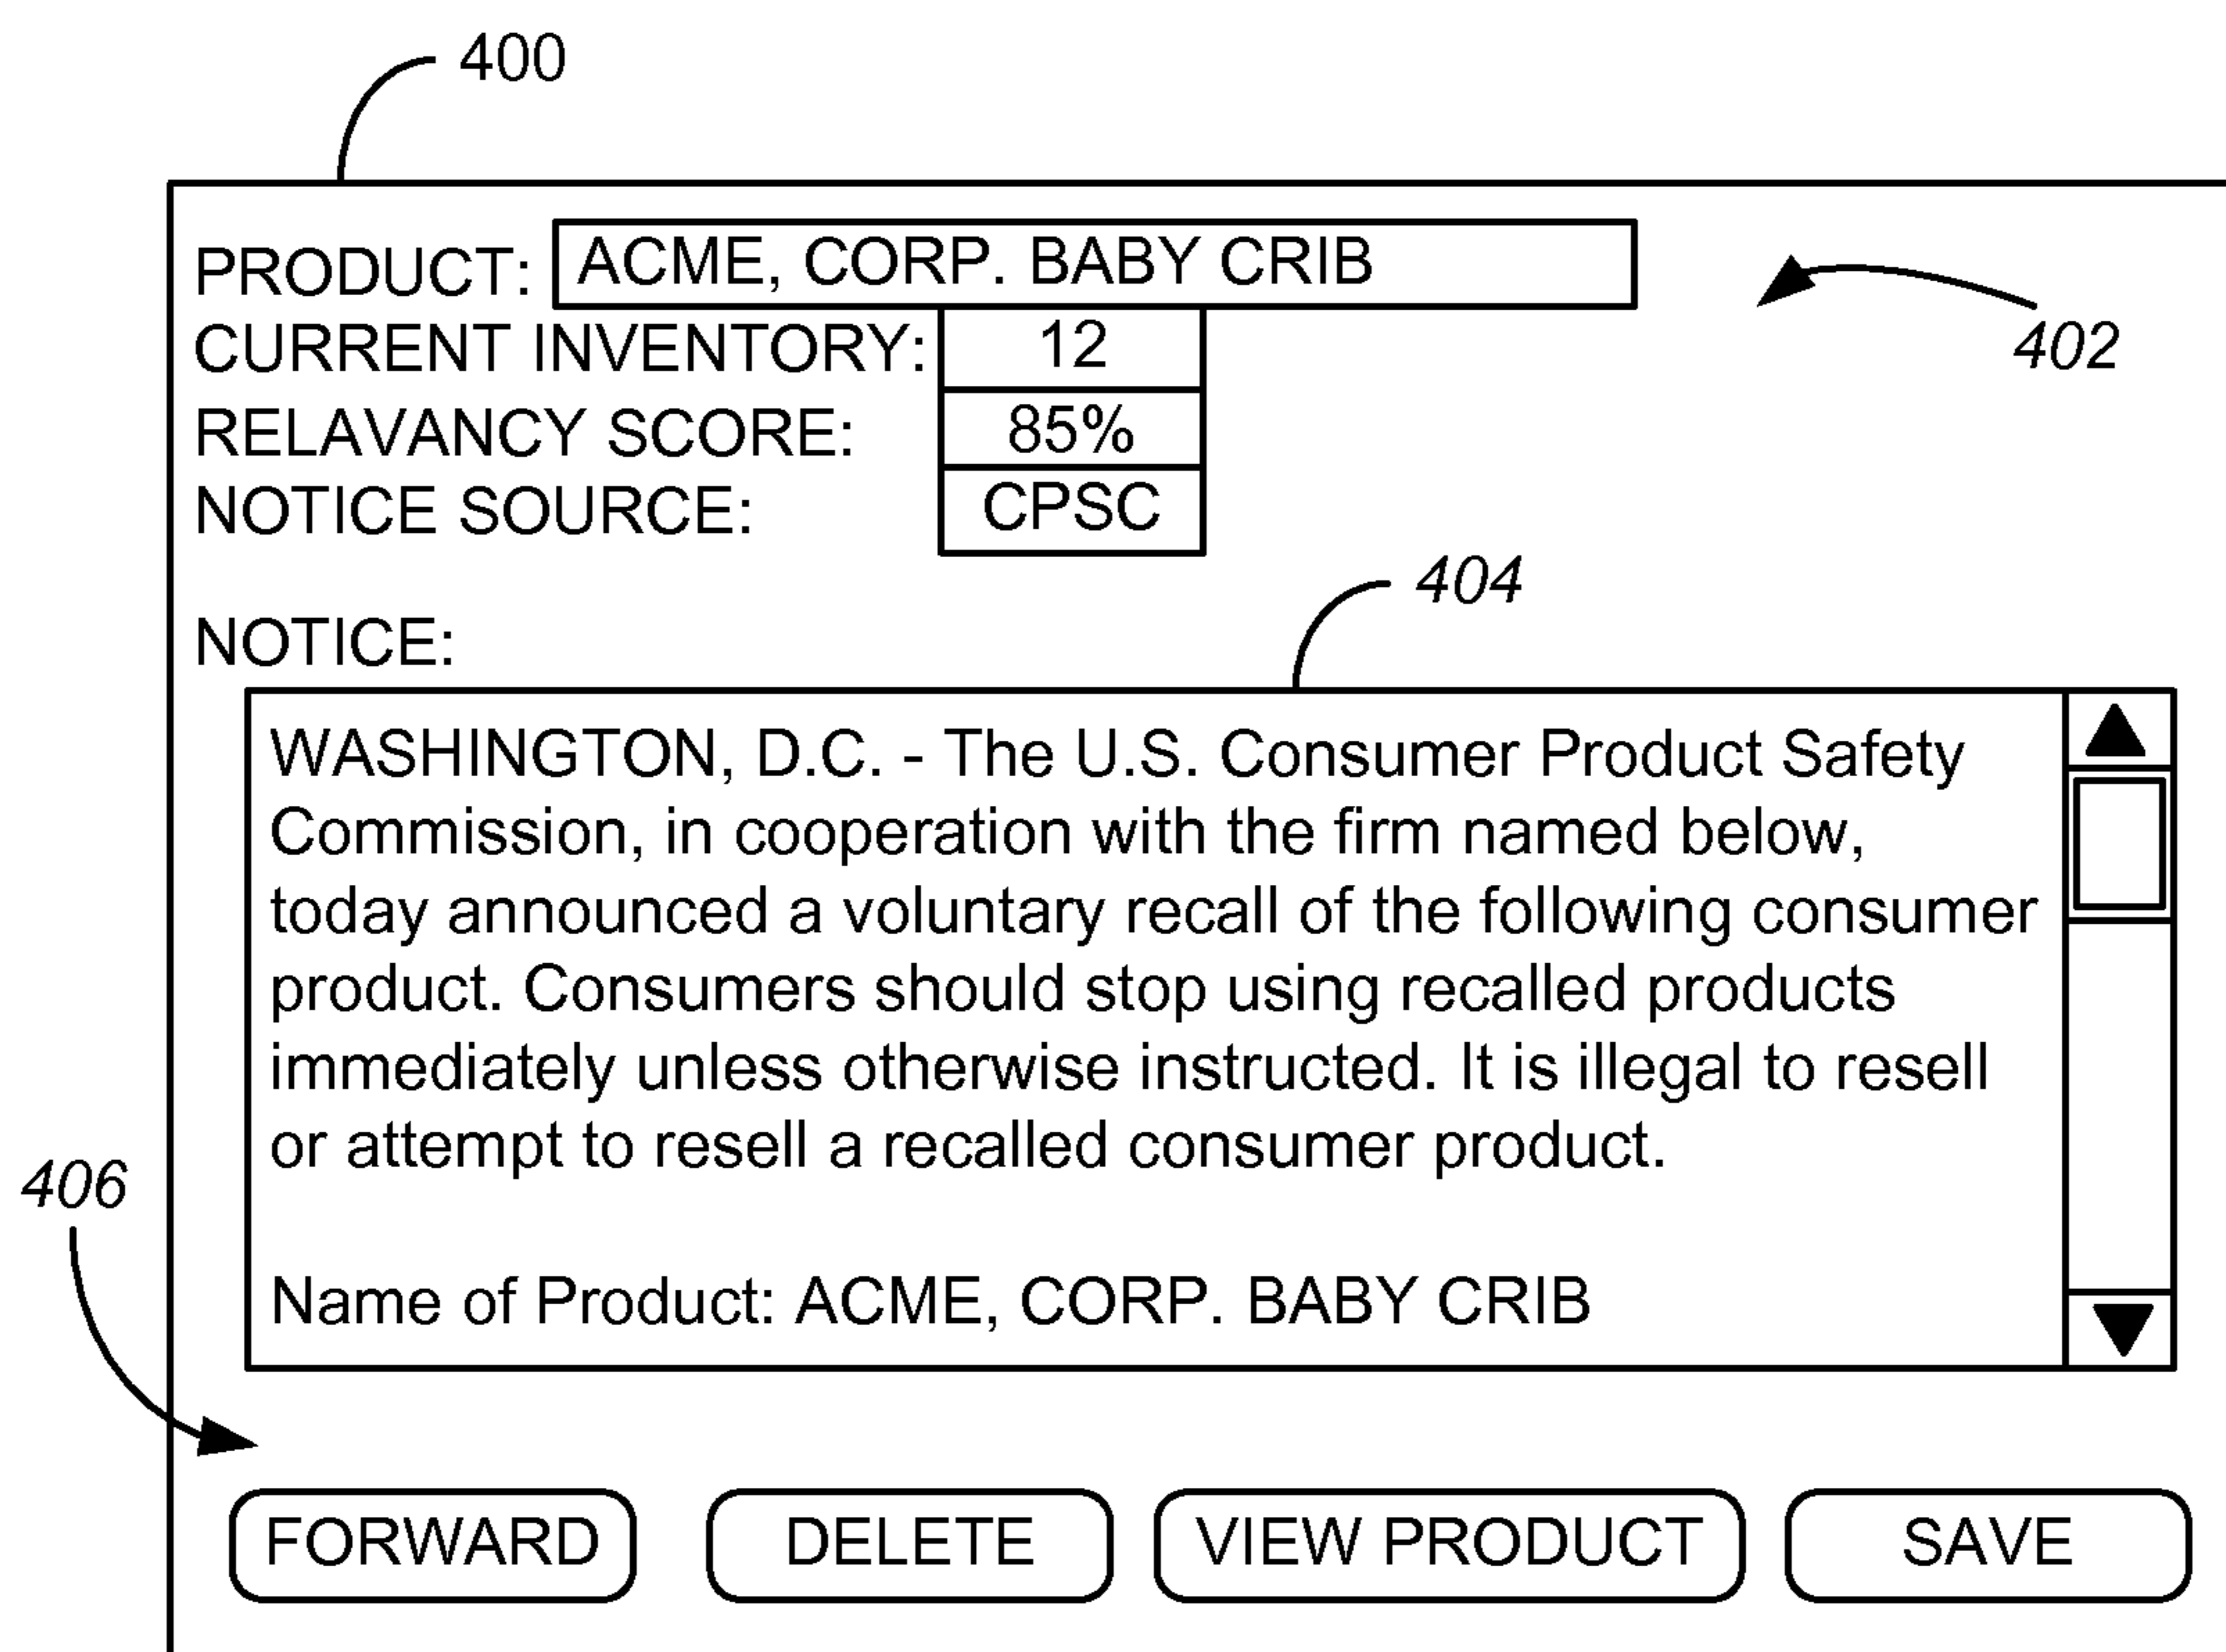 400
PRODUCT: ACME, CORP. BABY CRIB
CURRENT INVENTORY: 12
402
RELAVANCY SCORE: 85%
NOTICE SOURCE: CPSC
404
NOTICE:
WASHINGTON, D.C. - The U.S. Consumer Product Safety
Commission, in cooperation with the firm named below,
today announced a voluntary recall of the following consumer
product. Consumers should stop using recalled products
immediately unless otherwise instructed. It is illegal to resell
or attempt to resell a recalled consumer product.
406
Name of Product: ACME, CORP. BABY CRIB
FORWARD DELETE VIEW PRODUCT SAVE